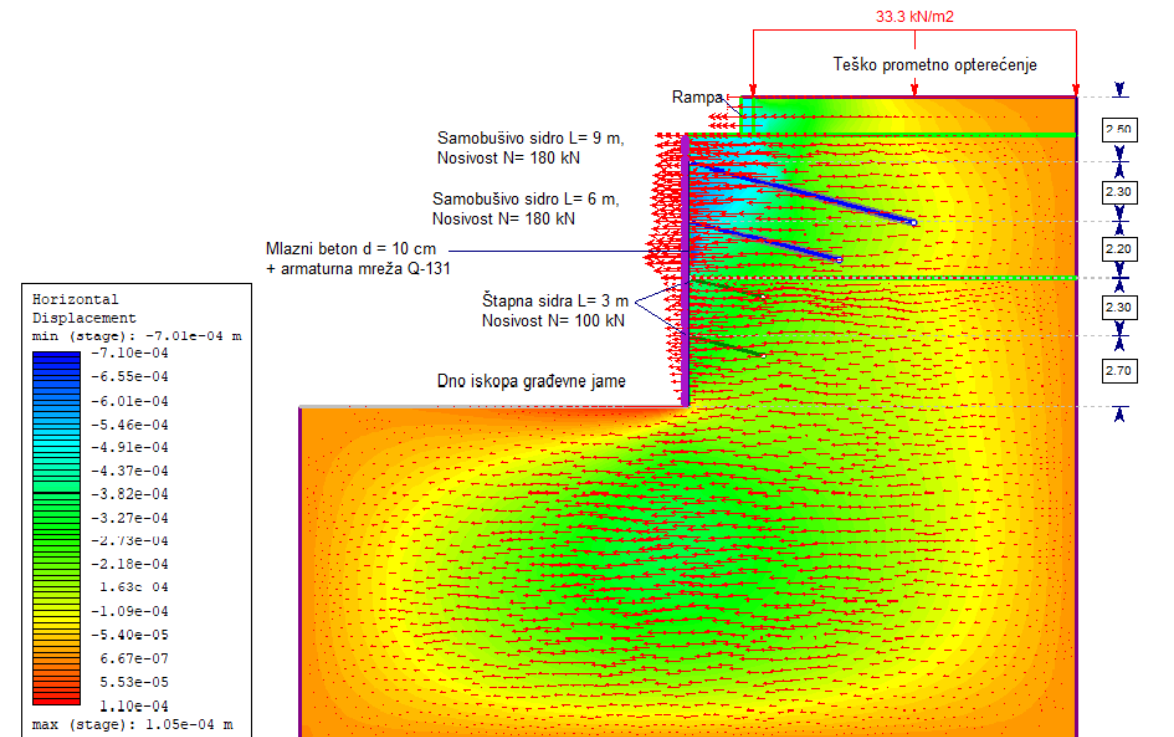 33.3 kN/m2
Teško prometno opterećenje
Rampa
Samobušivo sidro L= 9 m,
Nosivost N= 180 kN
Samobušivo sidro L= 6 m,
Nosivost N= 180 kN
Mlazni beton d = 10 cm
+ armaturna mreža Q-131
Štapna sidra L= 3 m
Nosivost N= 100 kN
Dno iskopa građevne jame
2.50
2.30
2.20
2.30
2.70
Horizontal
Displacement
min (stage): -7.01e-04 m
-7.10e-04
-6.55e-04
-6.01e-04
-5.46e-04
-4.91e-04
-4.37e-04
-3.82e-04
-3.27e-04
-2.73e-04
-2.18e-04
1.63e 04
-1.09e-04
-5.40e-05
6.67e-07
5.53e-05
1.10e-04
max (stage): 1.05e-04 m